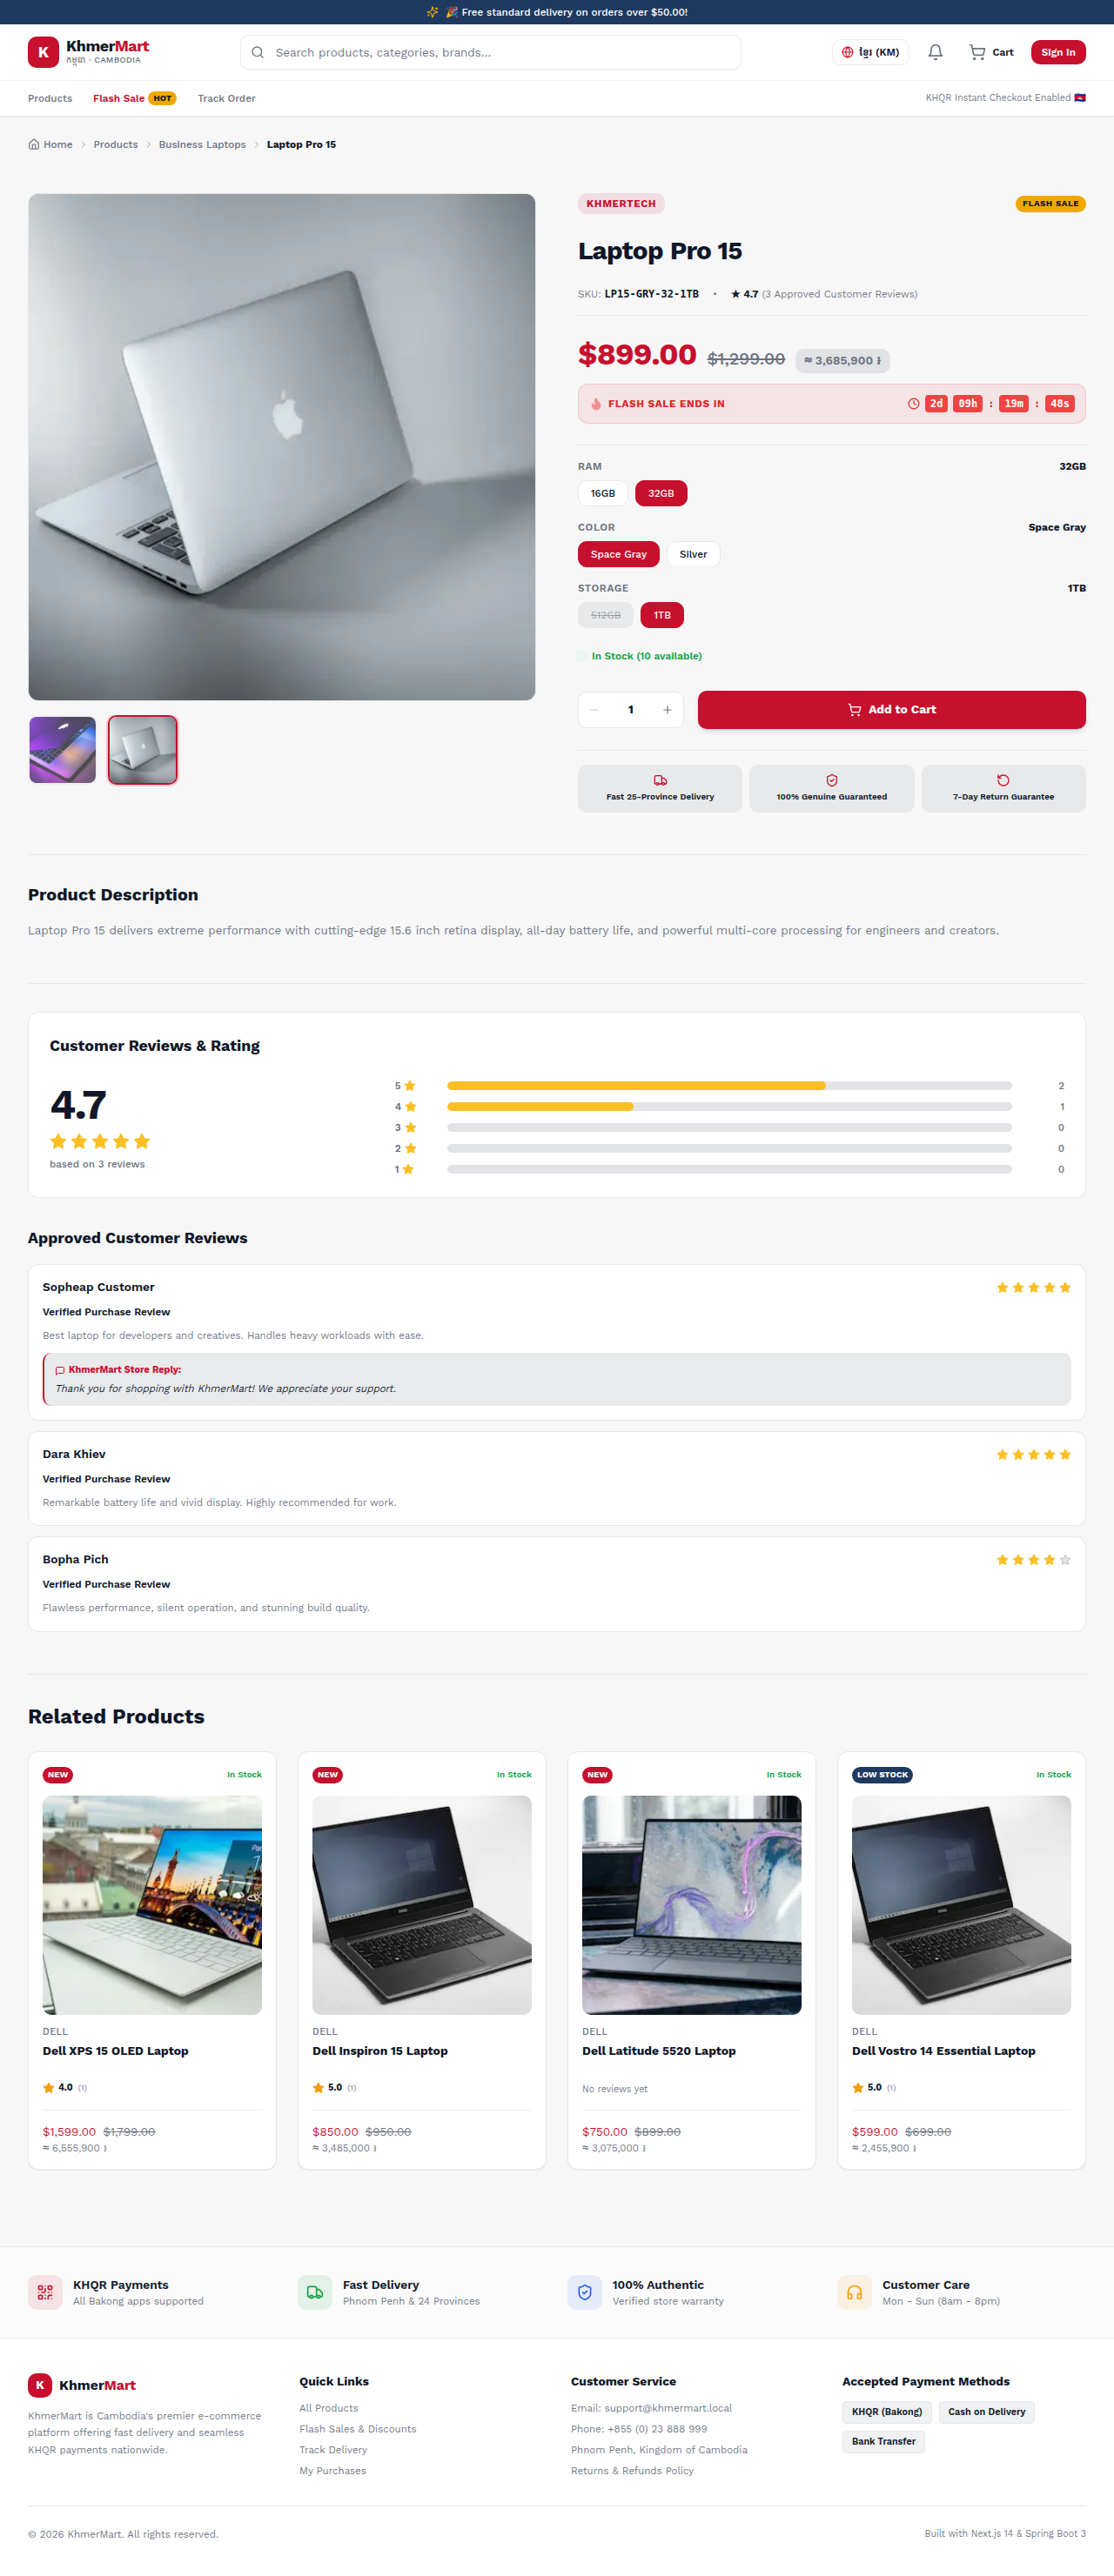 🎉 Free standard delivery on orders over $50.00!
K
KhmerMart
កម្ពុជា · CAMBODIA
Search products, categories, brands...
ខ្មែរ (KM)
Cart
Sign In
Products
Flash Sale HOT
Track Order
KHQR Instant Checkout Enabled 🇰🇭
Home
Products
Business Laptops
Laptop Pro 15
KHMERTECH
FLASH SALE
Laptop Pro 15
SKU: LP15-GRY-32-1TB • ★ 4.7 (3 Approved Customer Reviews)
$899.00 $1,299.00 ≈ 3,685,900 ៛
FLASH SALE ENDS IN
2d 09h : 19m : 48s
RAM
32GB
16GB
32GB
COLOR
Space Gray
Space Gray
Silver
STORAGE
1TB
512GB
1TB
In Stock (10 available)
1
Add to Cart
Fast 25-Province Delivery
100% Genuine Guaranteed
7-Day Return Guarantee
Product Description
Laptop Pro 15 delivers extreme performance with cutting-edge 15.6 inch retina display, all-day battery life, and powerful multi-core processing for engineers and creators.
Customer Reviews & Rating
4.7
based on 3 reviews
5 2
4 1
3 0
2 0
1 0
Approved Customer Reviews
Sopheap Customer
Verified Purchase Review
Best laptop for developers and creatives. Handles heavy workloads with ease.
KhmerMart Store Reply:
Thank you for shopping with KhmerMart! We appreciate your support.
Dara Khiev
Verified Purchase Review
Remarkable battery life and vivid display. Highly recommended for work.
Bopha Pich
Verified Purchase Review
Flawless performance, silent operation, and stunning build quality.
Related Products
NEW
In Stock
DELL
Dell XPS 15 OLED Laptop
4.0 (1)
$1,599.00 $1,799.00
≈ 6,555,900 ៛
NEW
In Stock
DELL
Dell Inspiron 15 Laptop
5.0 (1)
$850.00 $950.00
≈ 3,485,000 ៛
NEW
In Stock
DELL
Dell Latitude 5520 Laptop
No reviews yet
$750.00 $899.00
≈ 3,075,000 ៛
LOW STOCK
In Stock
DELL
Dell Vostro 14 Essential Laptop
5.0 (1)
$599.00 $699.00
≈ 2,455,900 ៛
KHQR Payments
All Bakong apps supported
Fast Delivery
Phnom Penh & 24 Provinces
100% Authentic
Verified store warranty
Customer Care
Mon - Sun (8am - 8pm)
K
KhmerMart
KhmerMart is Cambodia's premier e-commerce
platform offering fast delivery and seamless
KHQR payments nationwide.
Quick Links
All Products
Flash Sales & Discounts
Track Delivery
My Purchases
Customer Service
Email: support@khmermart.local
Phone: +855 (0) 23 888 999
Phnom Penh, Kingdom of Cambodia
Returns & Refunds Policy
Accepted Payment Methods
KHQR (Bakong)
Cash on Delivery
Bank Transfer
© 2026 KhmerMart. All rights reserved.
Built with Next.js 14 & Spring Boot 3